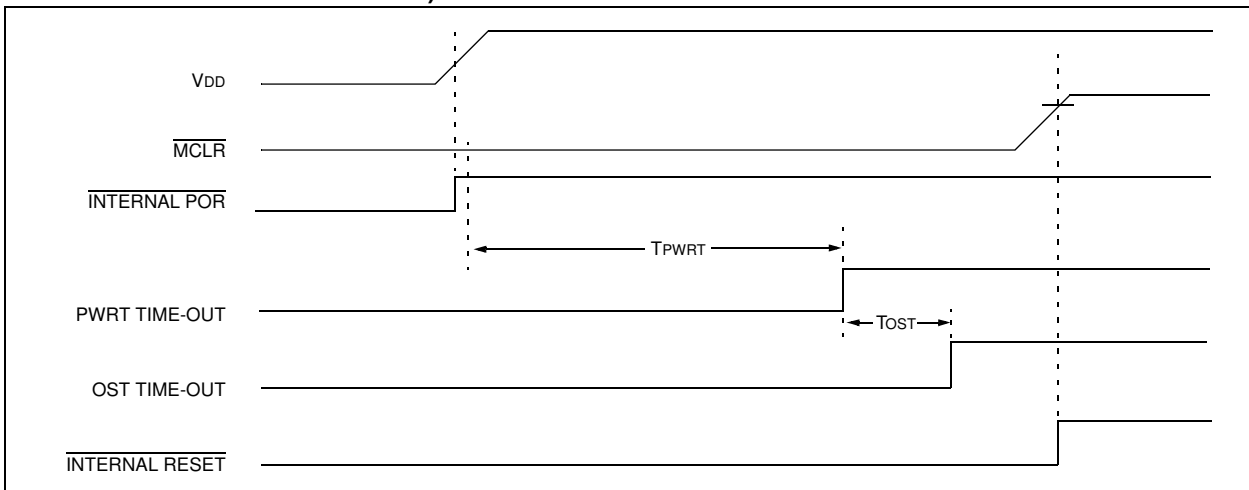 VDD
MCLR
INTERNAL POR
TPWRT
PWRT TIME-OUT
TOST
OST TIME-OUT
INTERNAL RESET